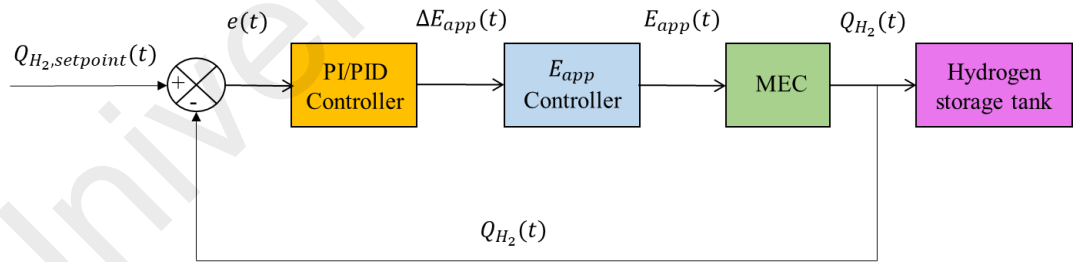 e(t)
ΔE_app(t)
E_app(t)
Q_H₂(t)
Q_H₂,setpoint(t)
+
-
PI/PID
Controller
E_app
Controller
MEC
Hydrogen
storage tank
Q_H₂(t)